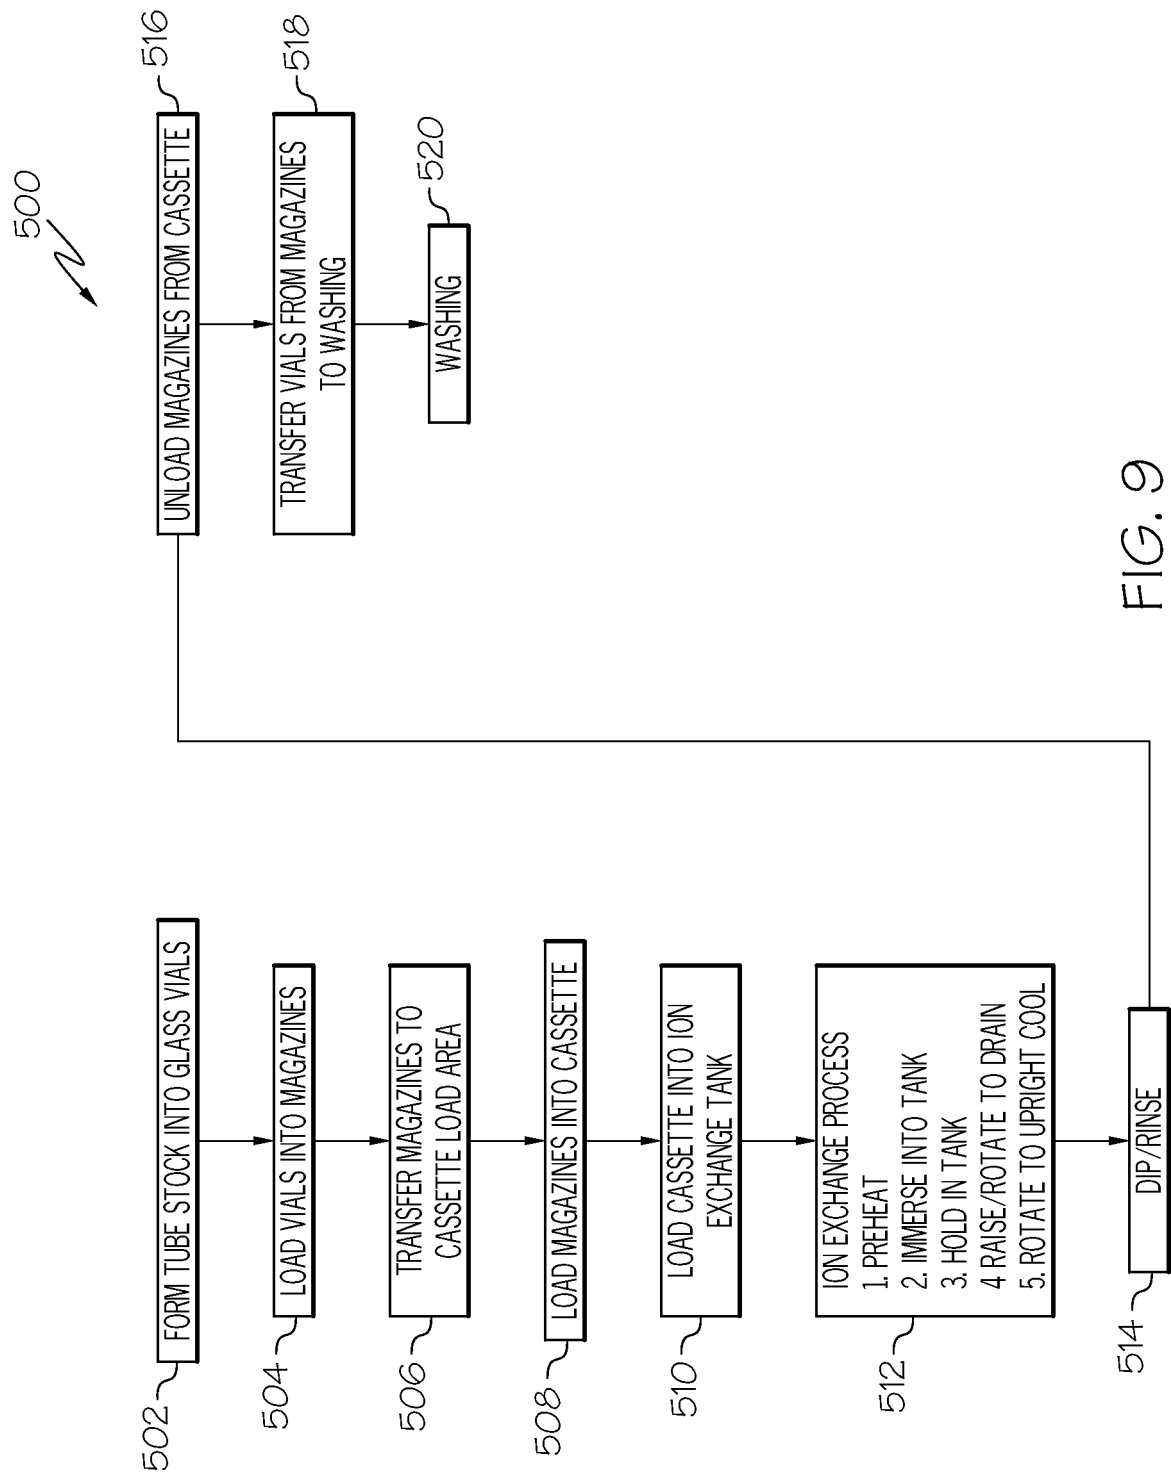 500
502
FORM TUBE STOCK INTO GLASS VIALS
504
LOAD VIALS INTO MAGAZINES
506
TRANSFER MAGAZINES TO
CASSETTE LOAD AREA
508
LOAD MAGAZINES INTO CASSETTE
510
LOAD CASSETTE INTO ION
EXCHANGE TANK
512
ION EXCHANGE PROCESS
1. PREHEAT
2. IMMERSE INTO TANK
3. HOLD IN TANK
4 RAISE/ROTATE TO DRAIN
5. ROTATE TO UPRIGHT COOL
514
DIP/RINSE
UNLOAD MAGAZINES FROM CASSETTE
516
TRANSFER VIALS FROM MAGAZINES
TO WASHING
518
WASHING
520
FIG. 9